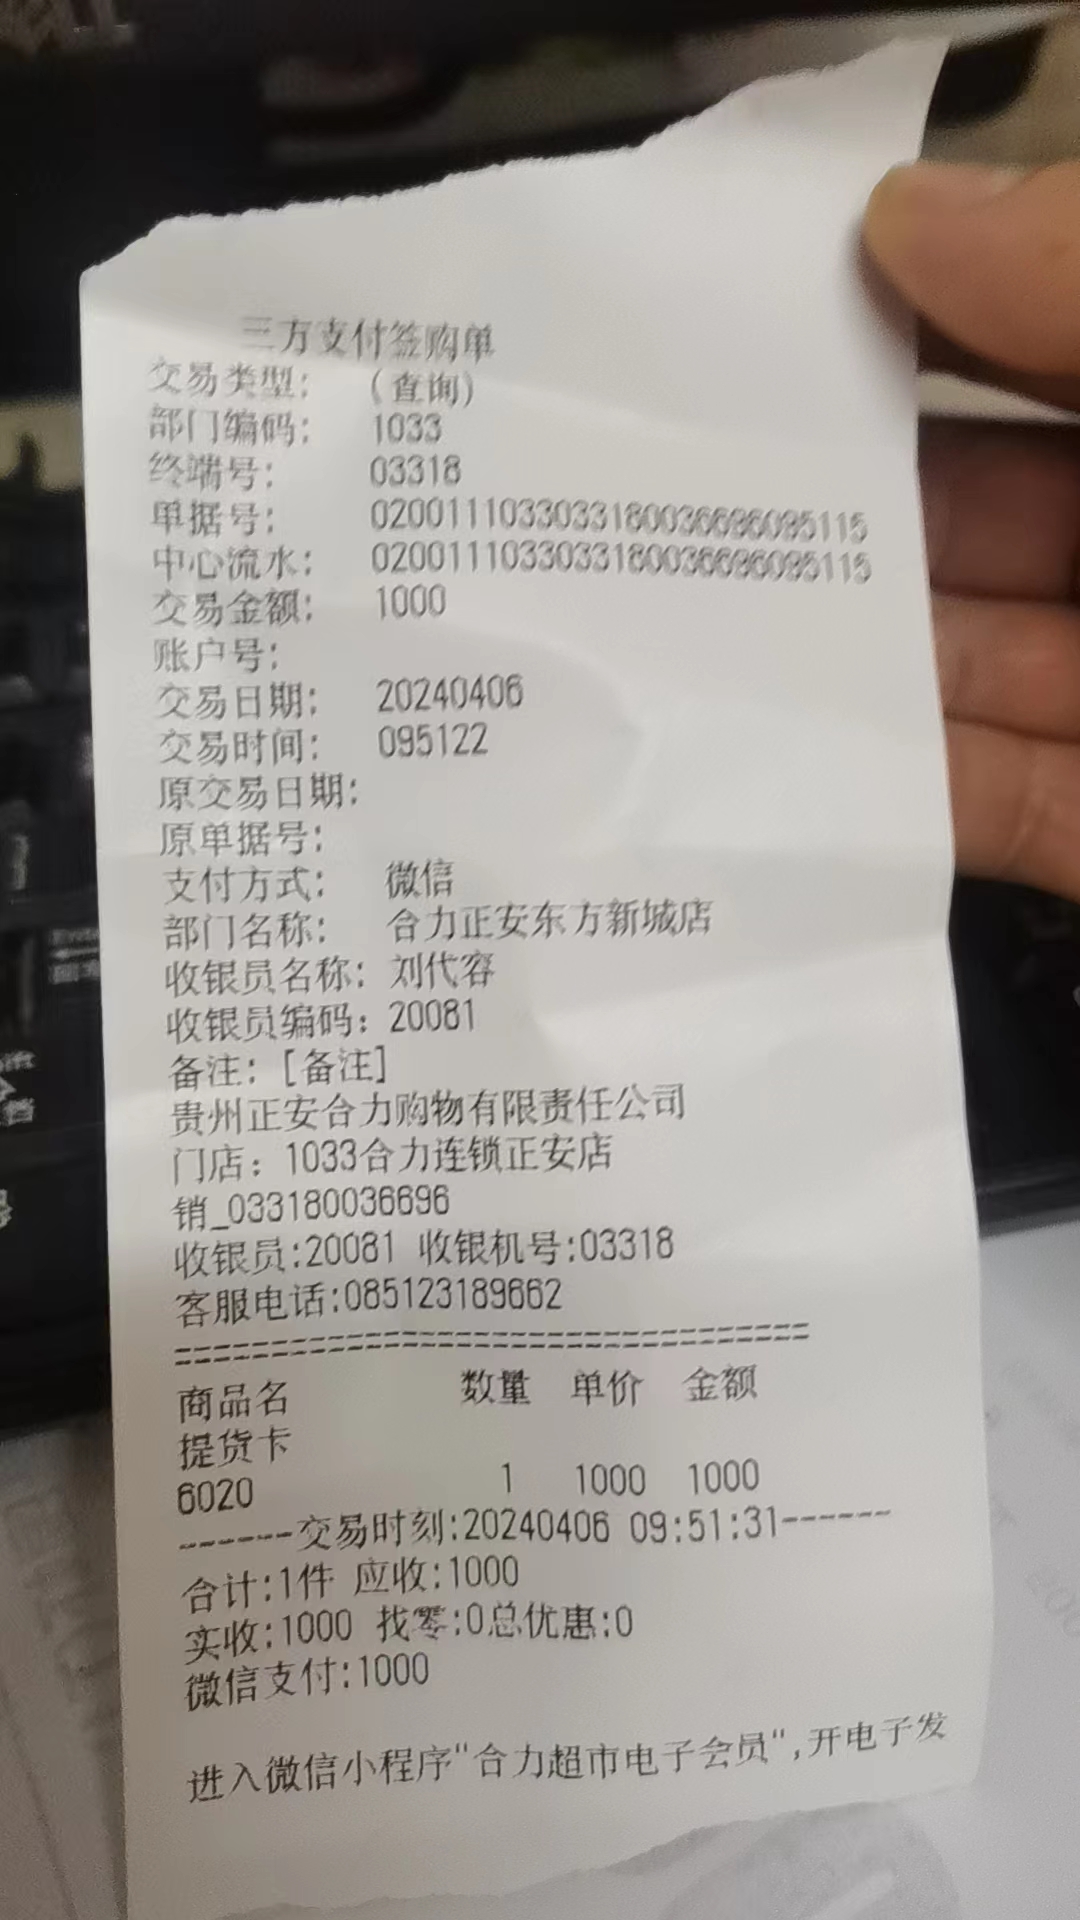 三方支付签购单
交易类型: (查询)
部门编码: 1033
终端号: 03318
单据号: 020011103303318003669609511​5
中心流水: 0200111033033180036696095115
交易金额: 1000
账户号:
交易日期: 20240406
交易时间: 095122
原交易日期:
原单据号:
支付方式: 微信
部门名称: 合力正安东方新城店
收银员名称: 刘代容
收银员编码: 20081
备注: [备注]
贵州正安合力购物有限责任公司
门店: 1033合力连锁正安店
销_033180036696
收银员:20081 收银机号:03318
客服电话:085123189662
================================
商品名 数量 单价 金额
提货卡
6020 1 1000 1000
------交易时刻:20240406 09:51:31------
合计:1件 应收:1000
实收:1000 找零:0总优惠:0
微信支付:1000
进入微信小程序"合力超市电子会员",开电子发